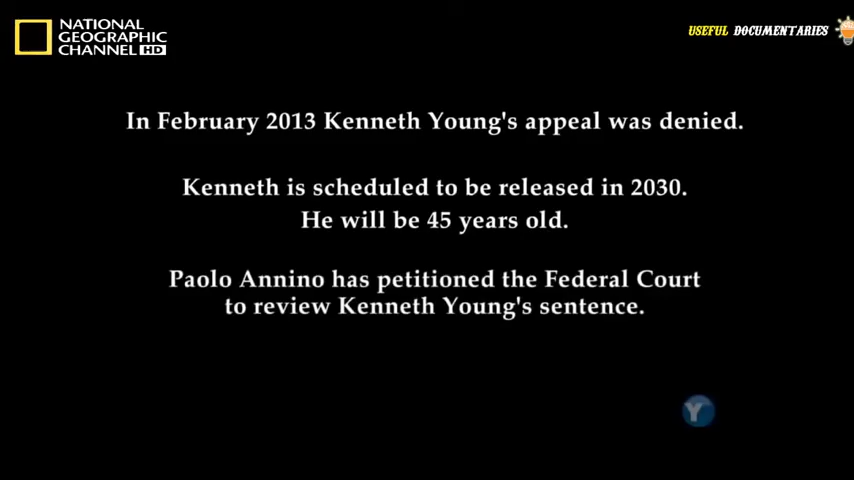 NATIONAL
GEOGRAPHIC
CHANNEL HD
USEFUL DOCUMENTARIES
In February 2013 Kenneth Young's appeal was denied.
Kenneth is scheduled to be released in 2030.
He will be 45 years old.
Paolo Annino has petitioned the Federal Court
to review Kenneth Young's sentence.
Y